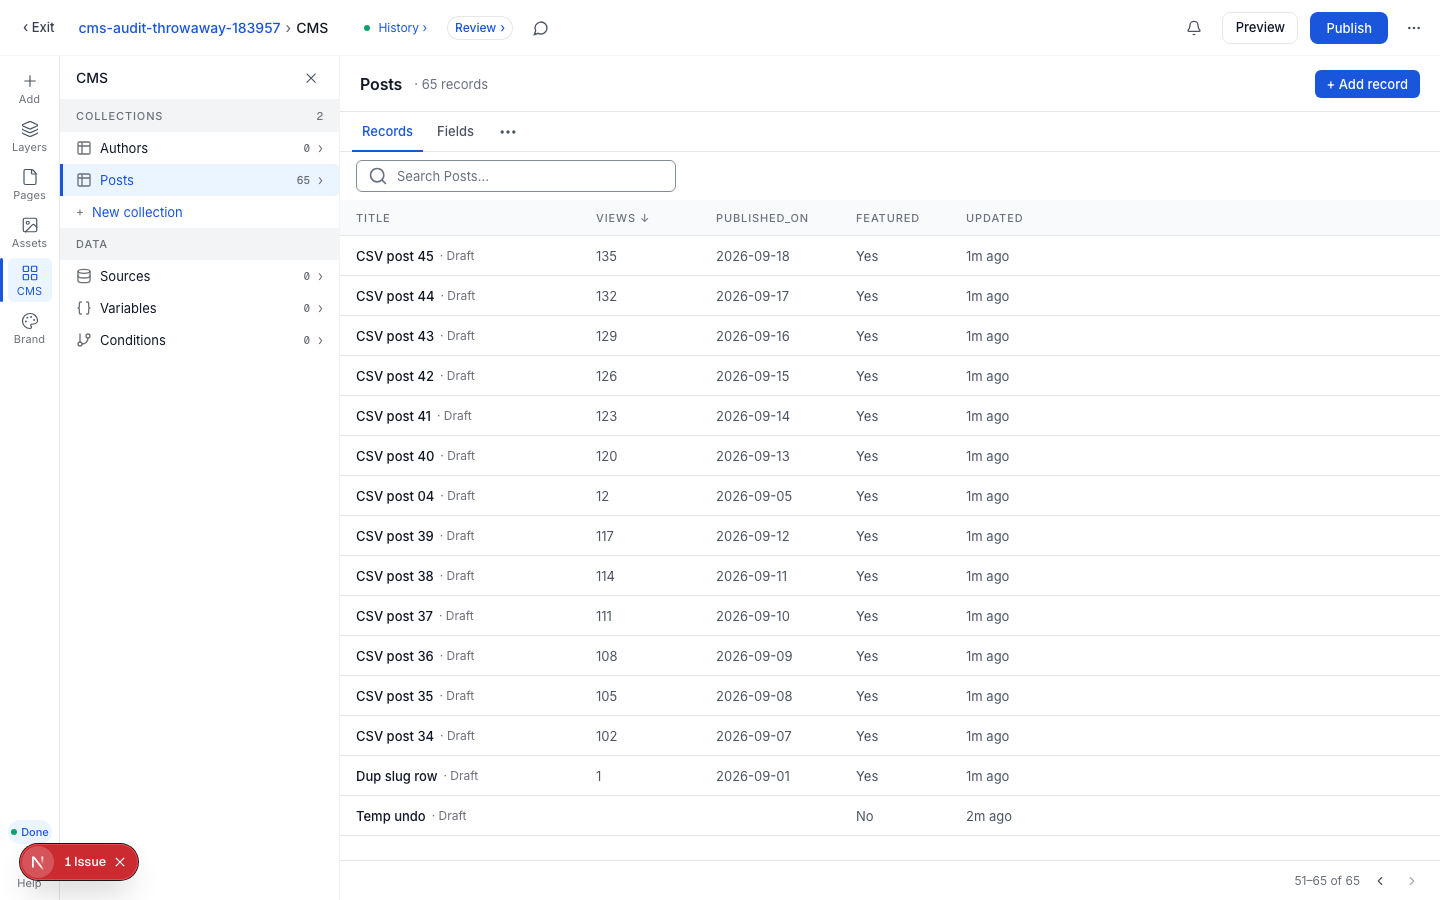 ‹ Exit cms-audit-throwaway-183957 › CMS History › Review › Preview Publish ···
Add
Layers
Pages
Assets
CMS
Brand
Done
1 Issue
Help
CMS
COLLECTIONS 2
Authors 0 ›
Posts 65 ›
+ New collection
DATA
Sources 0 ›
Variables 0 ›
Conditions 0 ›
Posts · 65 records + Add record
Records Fields ···
Search Posts...
TITLE VIEWS ↓ PUBLISHED_ON FEATURED UPDATED
CSV post 45 · Draft 135 2026-09-18 Yes 1m ago
CSV post 44 · Draft 132 2026-09-17 Yes 1m ago
CSV post 43 · Draft 129 2026-09-16 Yes 1m ago
CSV post 42 · Draft 126 2026-09-15 Yes 1m ago
CSV post 41 · Draft 123 2026-09-14 Yes 1m ago
CSV post 40 · Draft 120 2026-09-13 Yes 1m ago
CSV post 04 · Draft 12 2026-09-05 Yes 1m ago
CSV post 39 · Draft 117 2026-09-12 Yes 1m ago
CSV post 38 · Draft 114 2026-09-11 Yes 1m ago
CSV post 37 · Draft 111 2026-09-10 Yes 1m ago
CSV post 36 · Draft 108 2026-09-09 Yes 1m ago
CSV post 35 · Draft 105 2026-09-08 Yes 1m ago
CSV post 34 · Draft 102 2026-09-07 Yes 1m ago
Dup slug row · Draft 1 2026-09-01 Yes 1m ago
Temp undo · Draft No 2m ago
51–65 of 65 ‹ ›